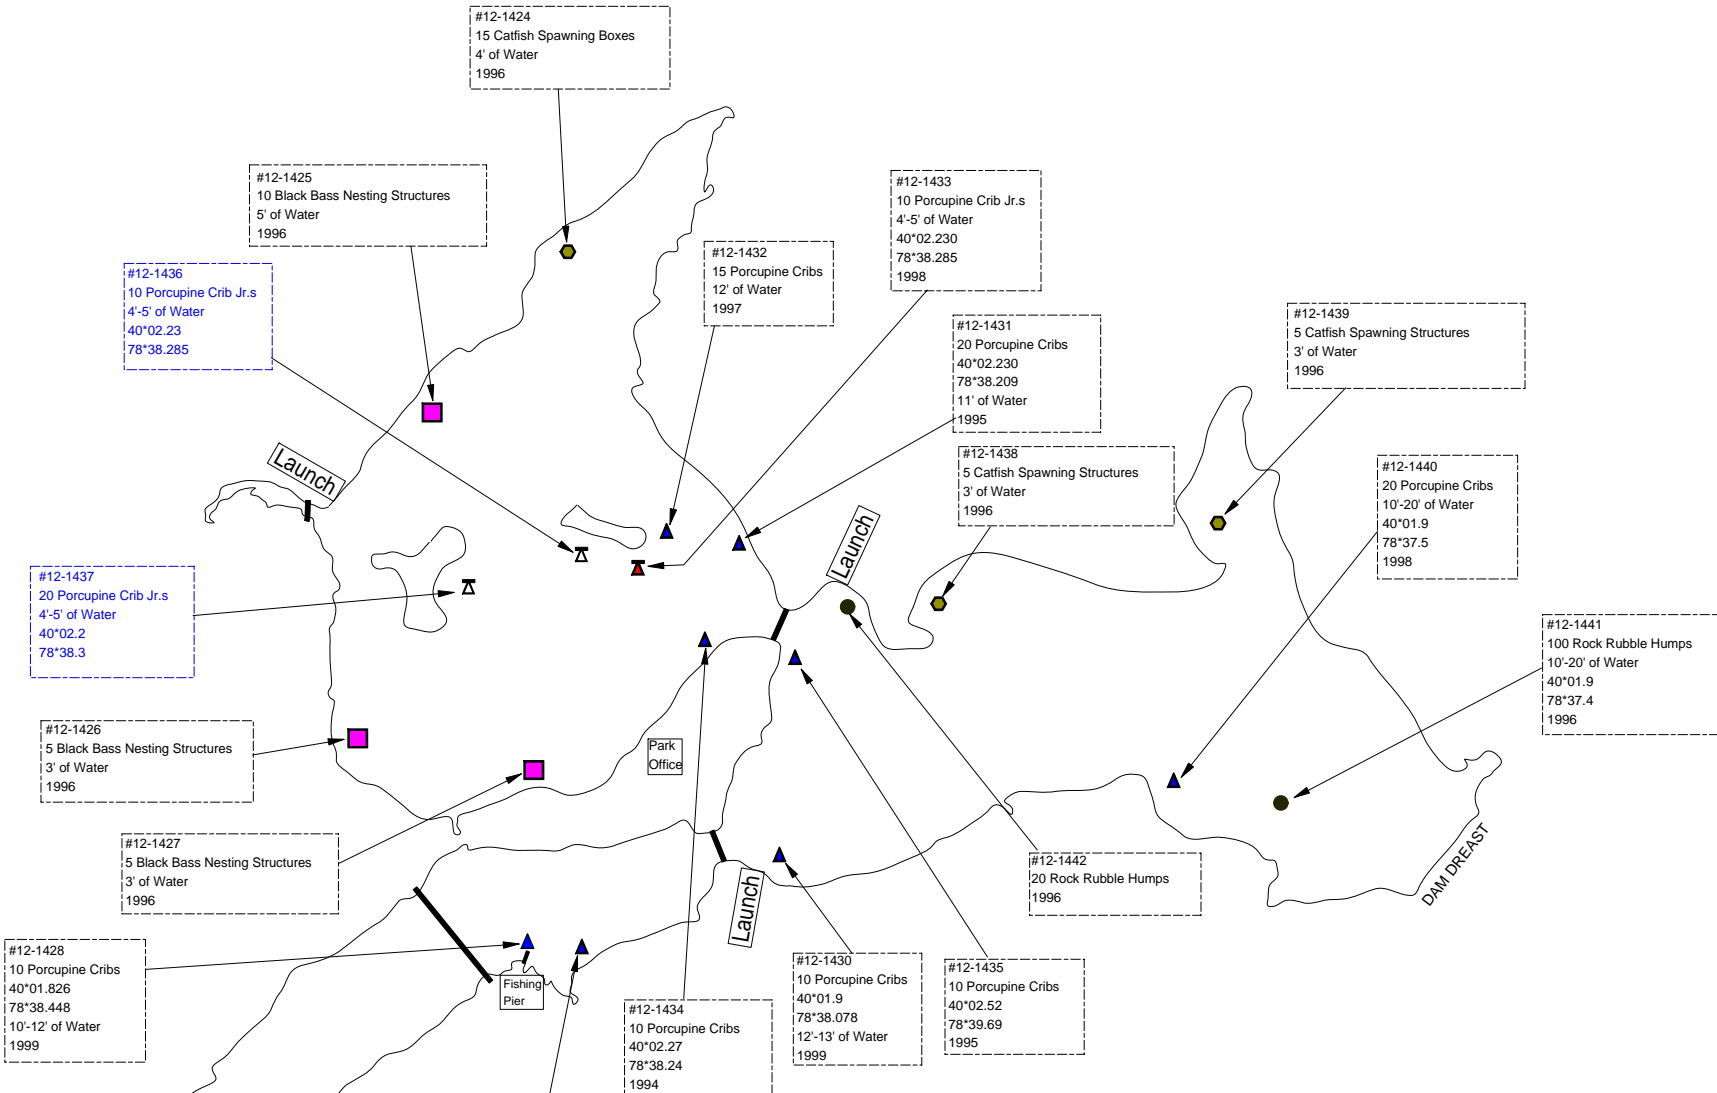 #12-1424
15 Catfish Spawning Boxes
4' of Water
1996
#12-1425
10 Black Bass Nesting Structures
5' of Water
1996
#12-1433
10 Porcupine Crib Jr.s
4'-5' of Water
40*02.230
78*38.285
1998
#12-1432
15 Porcupine Cribs
12' of Water
1997
#12-1436
10 Porcupine Crib Jr.s
4'-5' of Water
40*02.23
78*38.285
#12-1431
20 Porcupine Cribs
40*02.230
78*38.209
11' of Water
1995
#12-1439
5 Catfish Spawning Structures
3' of Water
1996
Launch
#12-1438
5 Catfish Spawning Structures
3' of Water
1996
#12-1440
20 Porcupine Cribs
10'-20' of Water
40*01.9
78*37.5
1998
Launch
#12-1437
20 Porcupine Crib Jr.s
4'-5' of Water
40*02.2
78*38.3
#12-1441
100 Rock Rubble Humps
10'-20' of Water
40*01.9
78*37.4
1996
#12-1426
5 Black Bass Nesting Structures
3' of Water
1996
Park
Office
#12-1427
5 Black Bass Nesting Structures
3' of Water
1996
#12-1442
20 Rock Rubble Humps
1996
DAM DREAST
Launch
#12-1428
10 Porcupine Cribs
40*01.826
78*38.448
10'-12' of Water
1999
Fishing
Pier
#12-1434
10 Porcupine Cribs
40*02.27
78*38.24
1994
#12-1430
10 Porcupine Cribs
40*01.9
78*38.078
12'-13' of Water
1999
#12-1435
10 Porcupine Cribs
40*02.52
78*39.69
1995